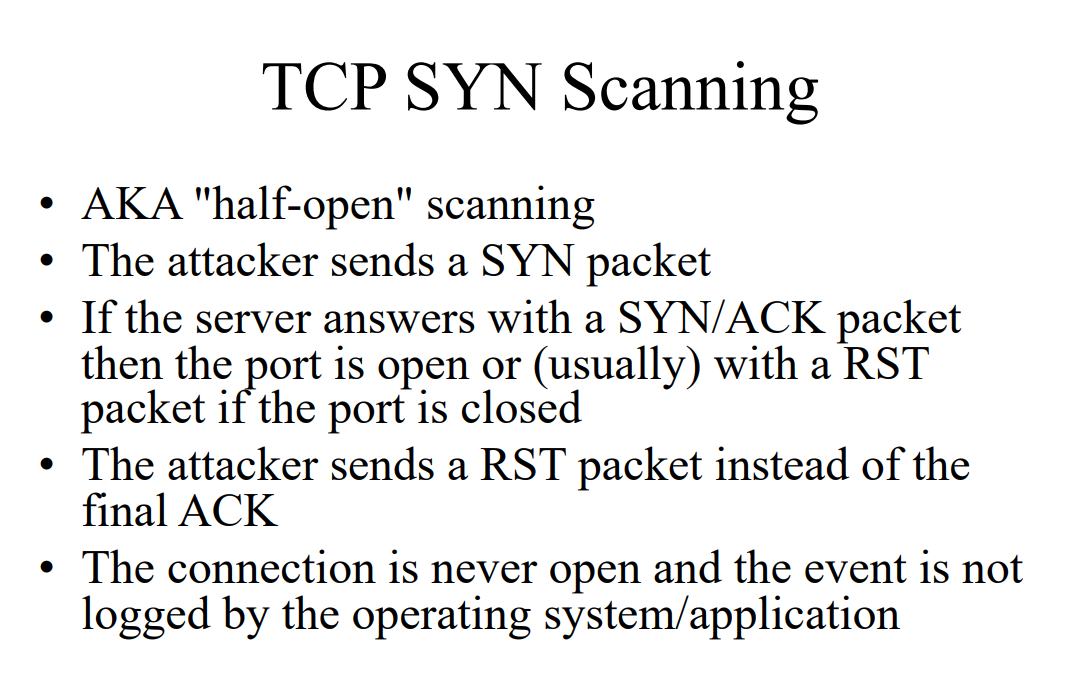 TCP SYN Scanning
• AKA "half-open" scanning
• The attacker sends a SYN packet
• If the server answers with a SYN/ACK packet
then the port is open or (usually) with a RST
packet if the port is closed
• The attacker sends a RST packet instead of the
final ACK
• The connection is never open and the event is not
logged by the operating system/application